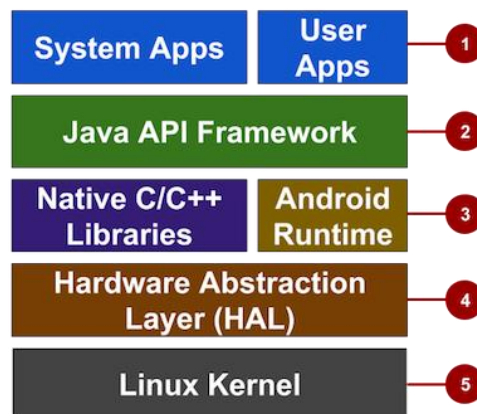 System Apps
User
Apps
1
Java API Framework
2
Native C/C++
Libraries
Android
Runtime
3
Hardware Abstraction
Layer (HAL)
4
Linux Kernel
5